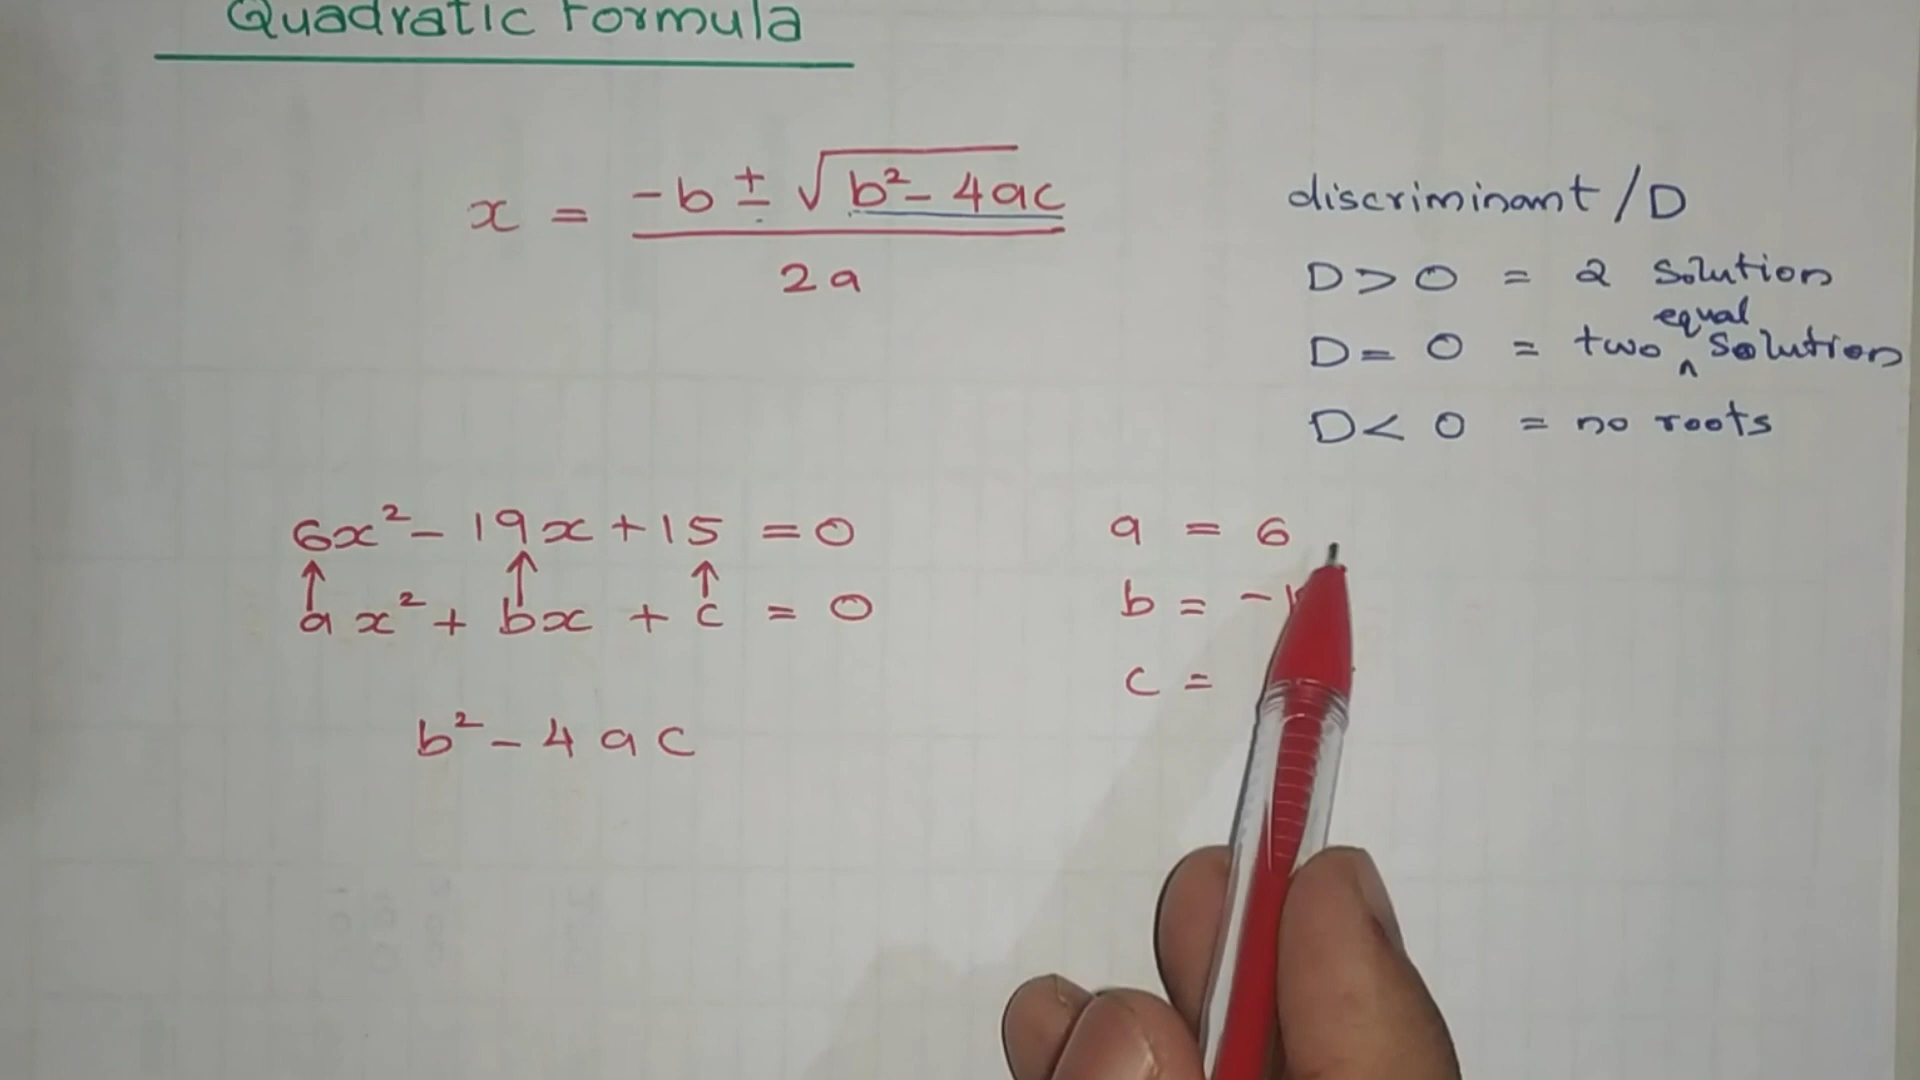 Quadratic Formula
x = -b ± √b² - 4ac / 2a
discriminant / D
D > 0 = 2 solution
D = 0 = two equal solution
D < 0 = no roots
6x² - 19x + 15 = 0
ax² + bx + c = 0
b² - 4ac
a = 6
b = -1
c =